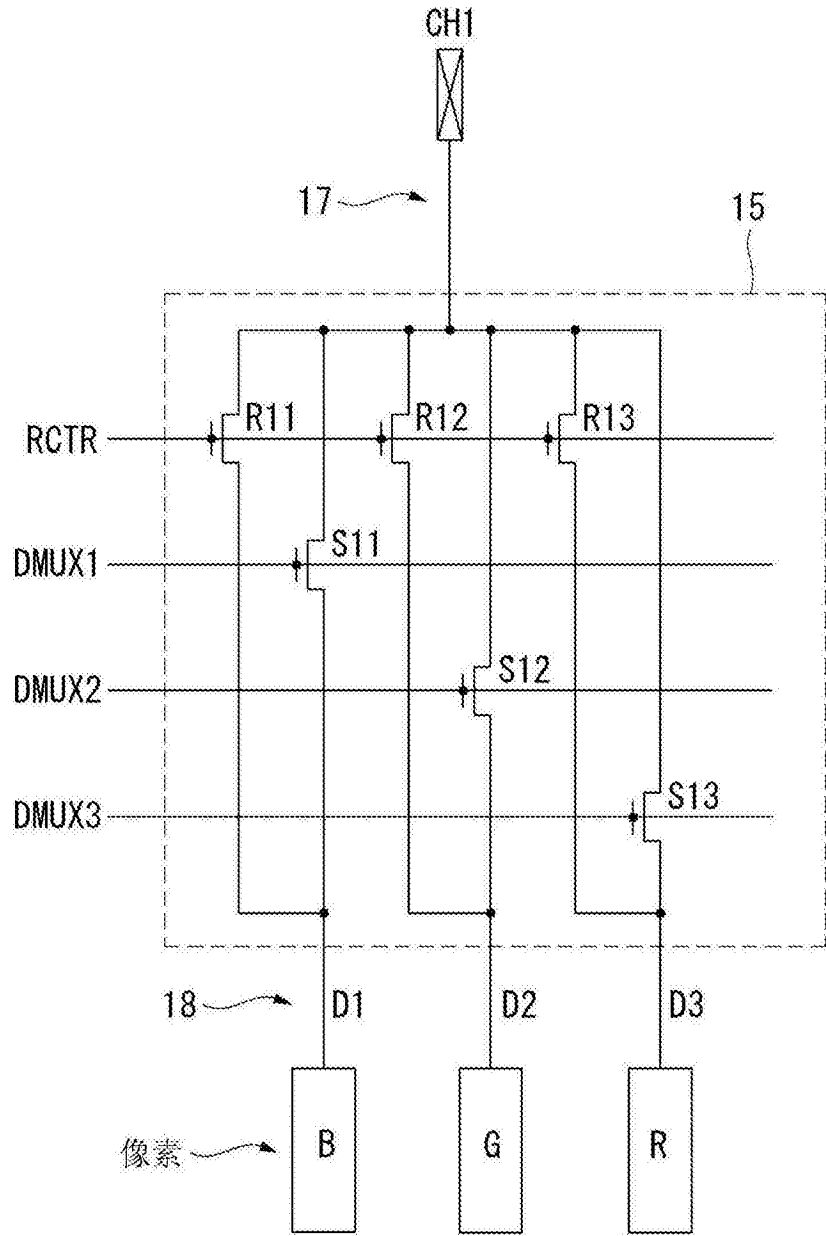 CH1
17
15
RCTR R11 R12 R13
DMUX1 S11
DMUX2 S12
DMUX3 S13
18 D1 D2 D3
像素 B G R